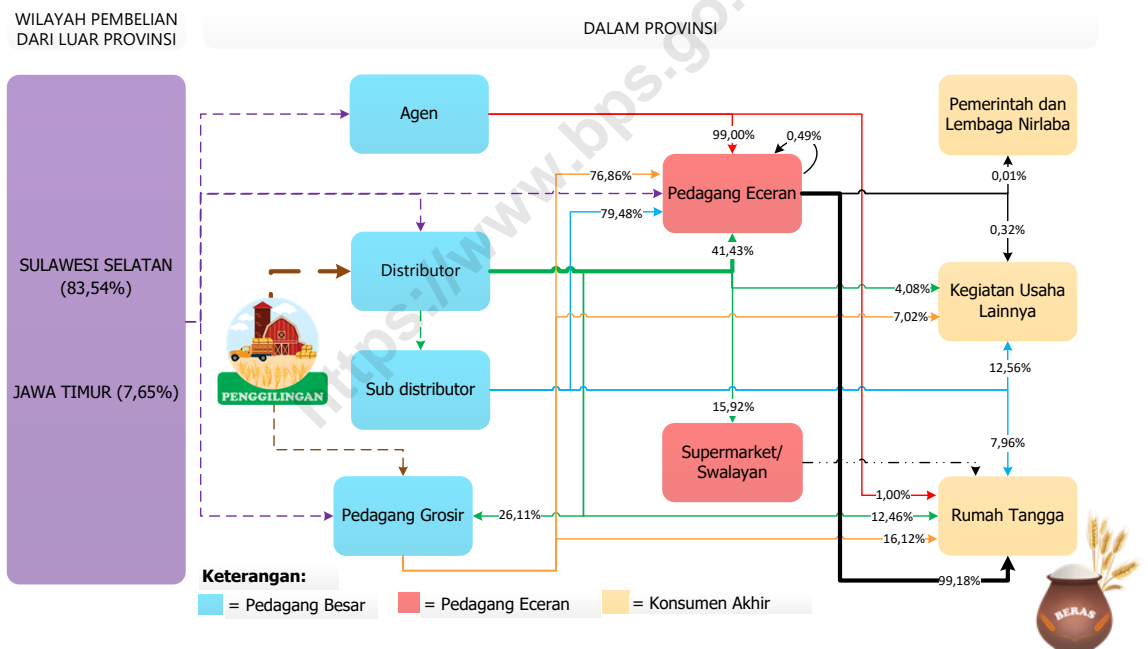 WILAYAH PEMBELIAN
DARI LUAR PROVINSI
DALAM PROVINSI
SULAWESI SELATAN
(83,54%)
JAWA TIMUR (7,65%)
PENGGILINGAN
Agen
Distributor
Sub distributor
Pedagang Grosir
99,00%
0,49%
76,86%
Pedagang Eceran
79,48%
41,43%
15,92%
Supermarket/
Swalayan
26,11%
Pemerintah dan
Lembaga Nirlaba
0,01%
0,32%
4,08%
Kegiatan Usaha
Lainnya
7,02%
12,56%
7,96%
1,00%
12,46%
Rumah Tangga
16,12%
99,18%
BERAS
Keterangan:
= Pedagang Besar
= Pedagang Eceran
= Konsumen Akhir
https://www.bps.go.